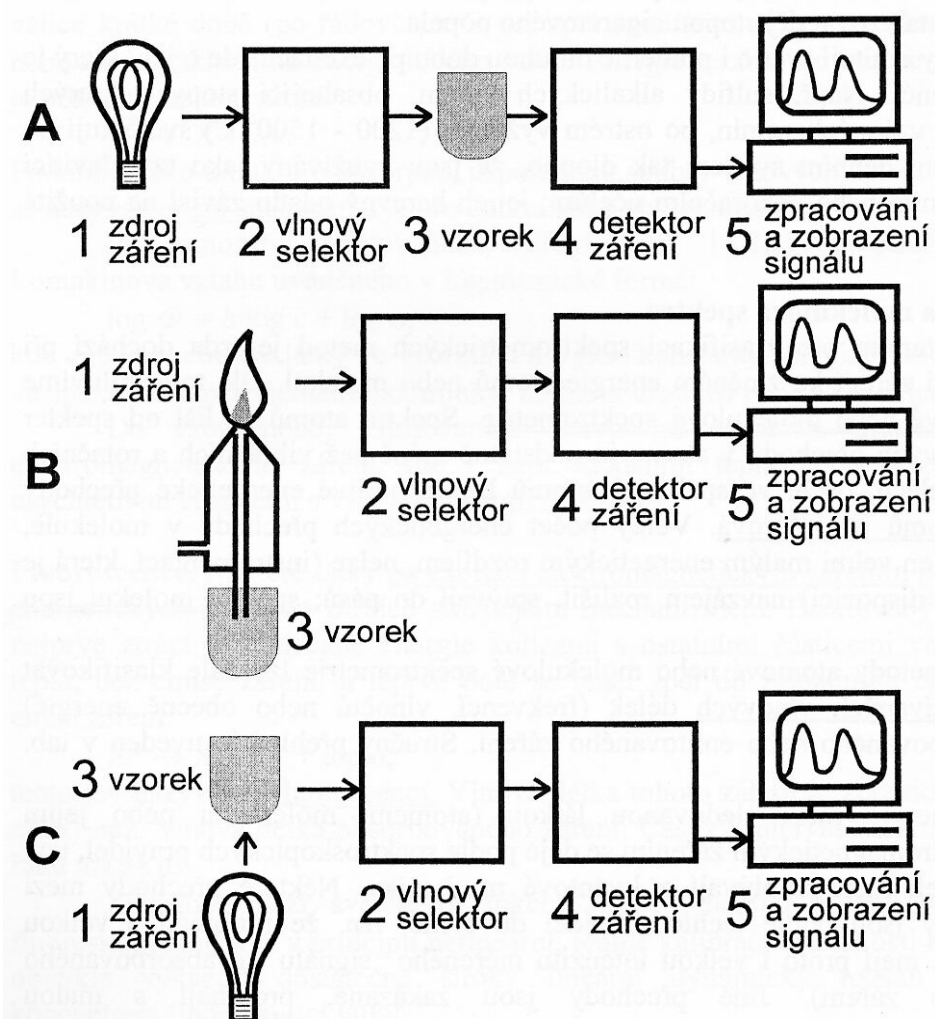 A
1 zdroj
záření
2 vlnový
selektor
3 vzorek
4 detektor
záření
5 zpracování
a zobrazení
signálu
B
1 zdroj
záření
3 vzorek
2 vlnový
selektor
4 detektor
záření
5 zpracování
a zobrazení
signálu
C
3 vzorek
1 zdroj
záření
2 vlnový
selektor
4 detektor
záření
5 zpracování
a zobrazení
signálu